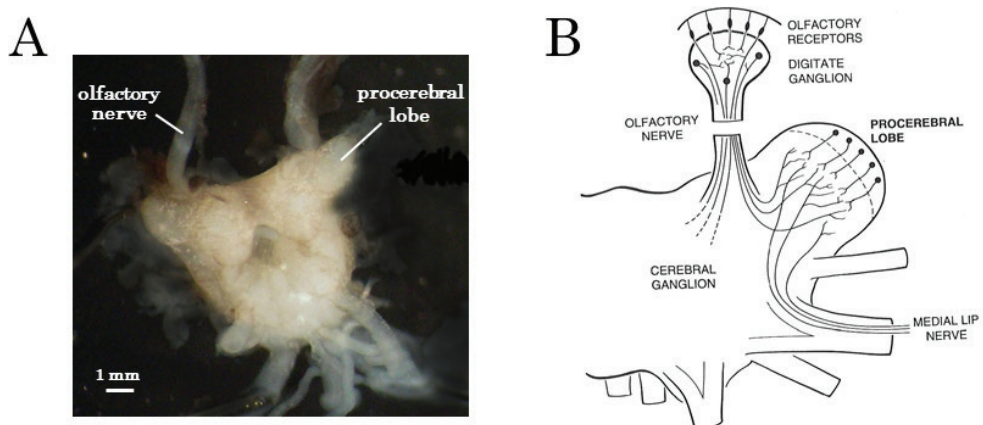 A
olfactory
nerve
procerebral
lobe
1 mm
B
OLFACTORY
RECEPTORS
DIGITATE
GANGLION
OLFACTORY
NERVE
PROCEREBRAL
LOBE
CEREBRAL
GANGLION
MEDIAL LIP
NERVE